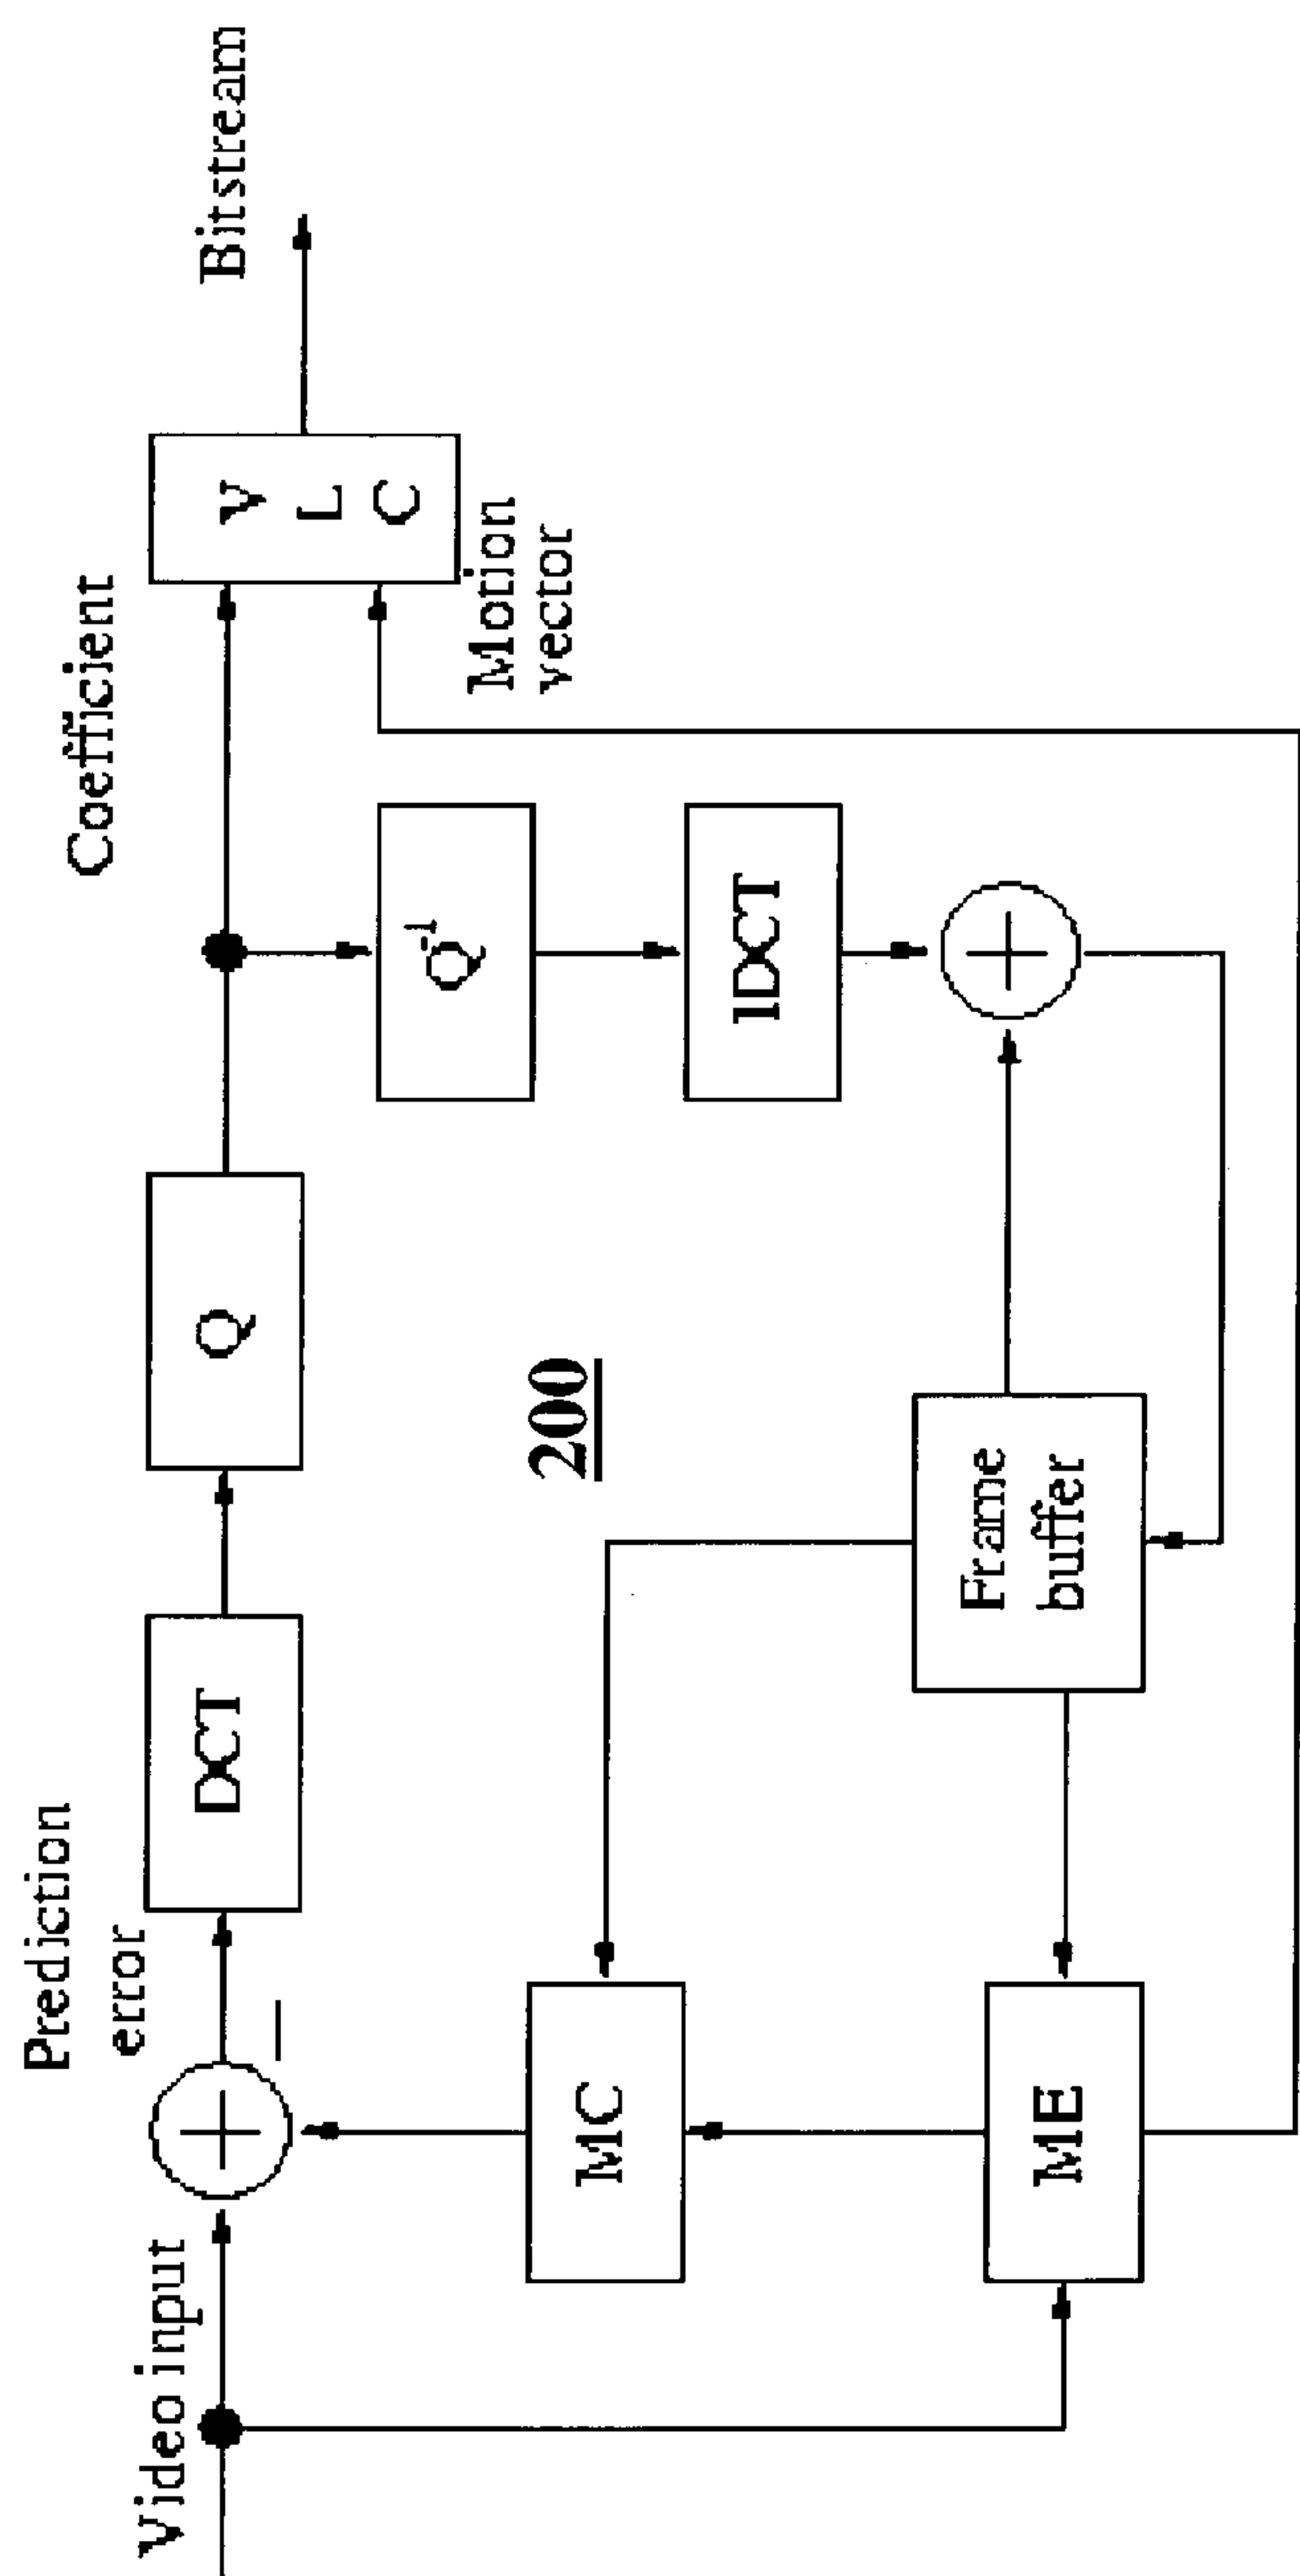 Video input
Prediction
error
DCT
Q
Coefficient
V
L
C
Bitstream
Motion
vector
Q-1
IDCT
200
MC
ME
Frame
buffer